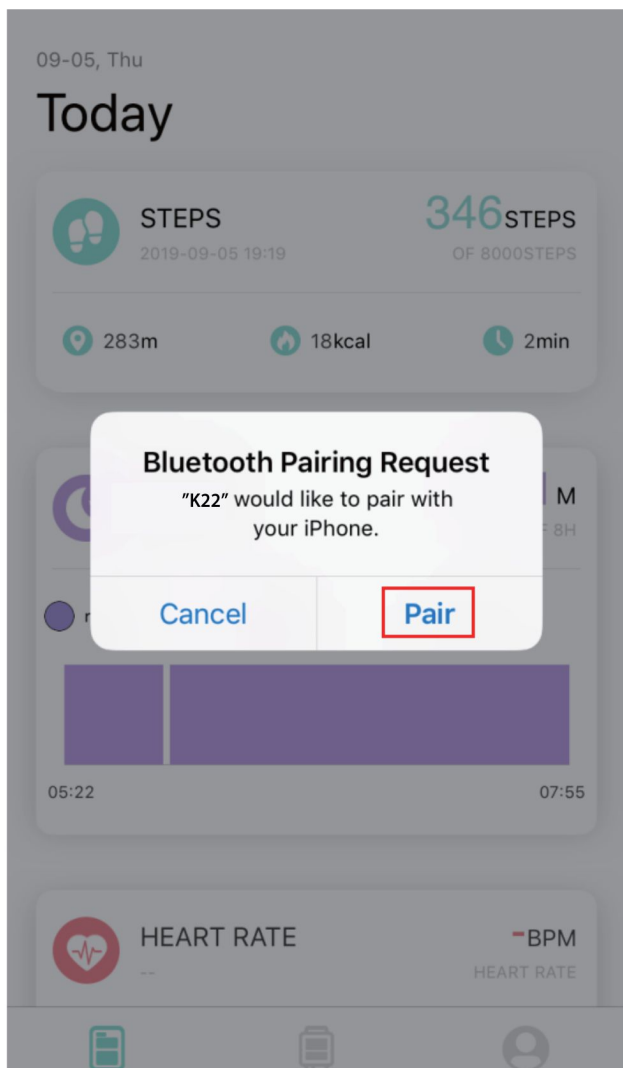 09-05, Thu
Today
STEPS
346STEPS
2019-09-05 19:19
OF 8000STEPS
283m
18kcal
2min
Bluetooth Pairing Request
"K22" would like to pair with
your iPhone.
M
8H
Cancel
Pair
05:22
07:55
HEART RATE
-BPM
--
HEART RATE